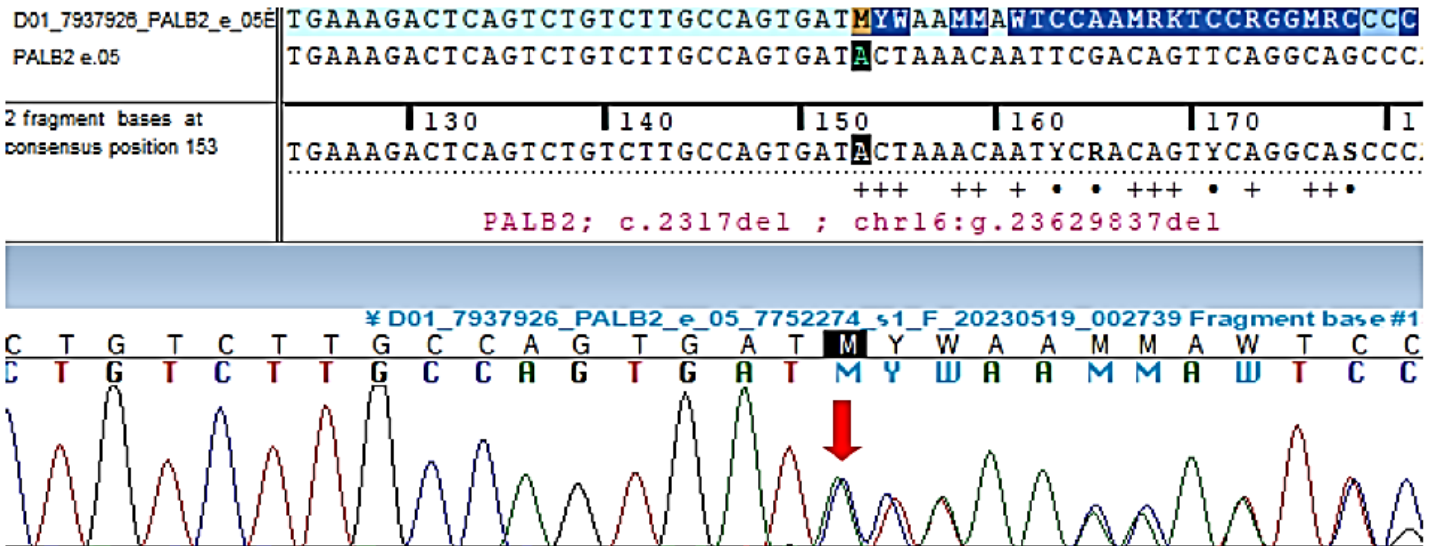 D01_7937926_PALB2_e_05E TGAAAGACTCAGTCTGTCTTGCCAGTGATMYWAAMMAWTCCAAMRKTCCRGGMRCCCC
PALB2 e.05 TGAAAGACTCAGTCTGTCTTGCCAGTGATACTAAACAATTCGACAGTTCAGGCAGCCC
2 fragment bases at 130 140 150 160 170 1
consensus position 153 TGAAAGACTCAGTCTGTCTTGCCAGTGATACTAAACAATYCRACAGTYCAGGCASCCC
+++ ++ + • • +++ • + ++•
PALB2; c.2317del ; chr16:g.23629837del
¥ D01_7937926_PALB2_e_05_7752274_s1_F_20230519_002739 Fragment base #1
C T G T C T T G C C A G T G A T M Y W A A M M A W T C C
C T G T C T T G C C A G T G A T M Y W A A M M A W T C C